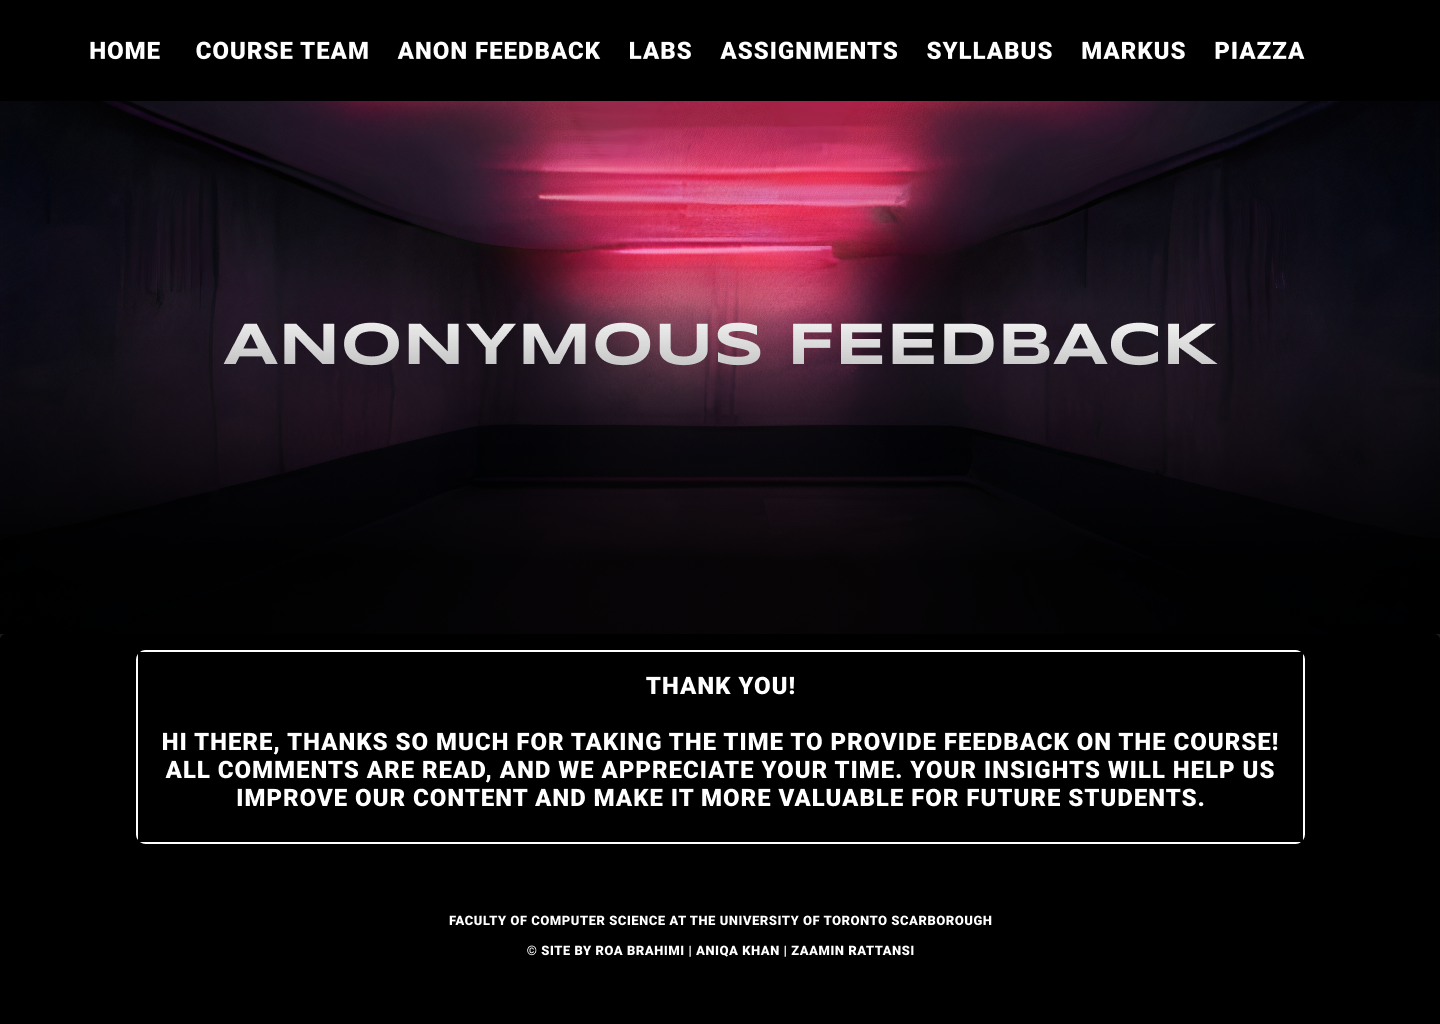 HOME COURSE TEAM ANON FEEDBACK LABS ASSIGNMENTS SYLLABUS MARKUS PIAZZA
ANONYMOUS FEEDBACK
THANK YOU!
HI THERE, THANKS SO MUCH FOR TAKING THE TIME TO PROVIDE FEEDBACK ON THE COURSE!
ALL COMMENTS ARE READ, AND WE APPRECIATE YOUR TIME. YOUR INSIGHTS WILL HELP US
IMPROVE OUR CONTENT AND MAKE IT MORE VALUABLE FOR FUTURE STUDENTS.
FACULTY OF COMPUTER SCIENCE AT THE UNIVERSITY OF TORONTO SCARBOROUGH
© SITE BY ROA BRAHIMI | ANIQA KHAN | ZAAMIN RATTANSI